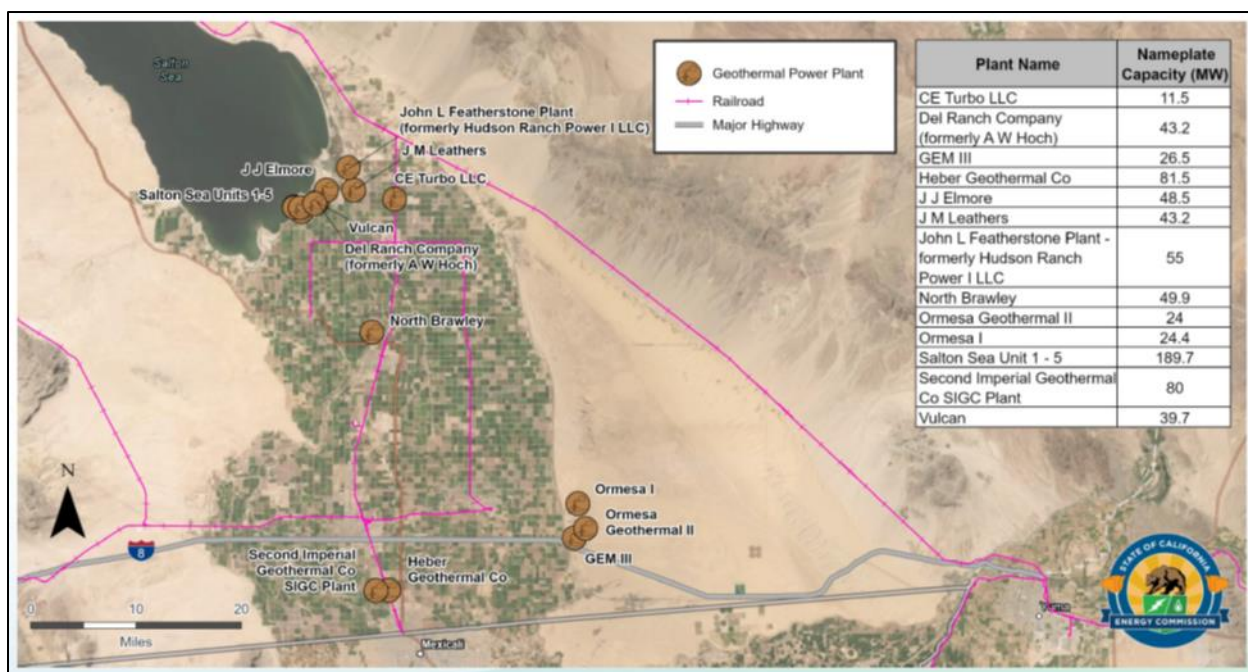 Salton
Sea
John L Featherstone Plant
(formerly Hudson Ranch Power I LLC)
J M Leathers
J J Elmore
CE Turbo LLC
Salton Sea Units 1-5
Vulcan
Del Ranch Company
(formerly A W Hoch)
North Brawley
Ormesa I
Ormesa
Geothermal II
GEM III
Second Imperial
Geothermal Co
SIGC Plant
Heber
Geothermal Co
N
8
0 10 20
Miles
Mexicali
Yuma
Geothermal Power Plant
Railroad
Major Highway
Plant Name Nameplate
Capacity (MW)
CE Turbo LLC 11.5
Del Ranch Company
(formerly A W Hoch) 43.2
GEM III 26.5
Heber Geothermal Co 81.5
J J Elmore 48.5
J M Leathers 43.2
John L Featherstone Plant -
formerly Hudson Ranch 55
Power I LLC
North Brawley 49.9
Ormesa Geothermal II 24
Ormesa I 24.4
Salton Sea Unit 1 - 5 189.7
Second Imperial Geothermal
Co SIGC Plant 80
Vulcan 39.7
STATE OF CALIFORNIA
ENERGY COMMISSION